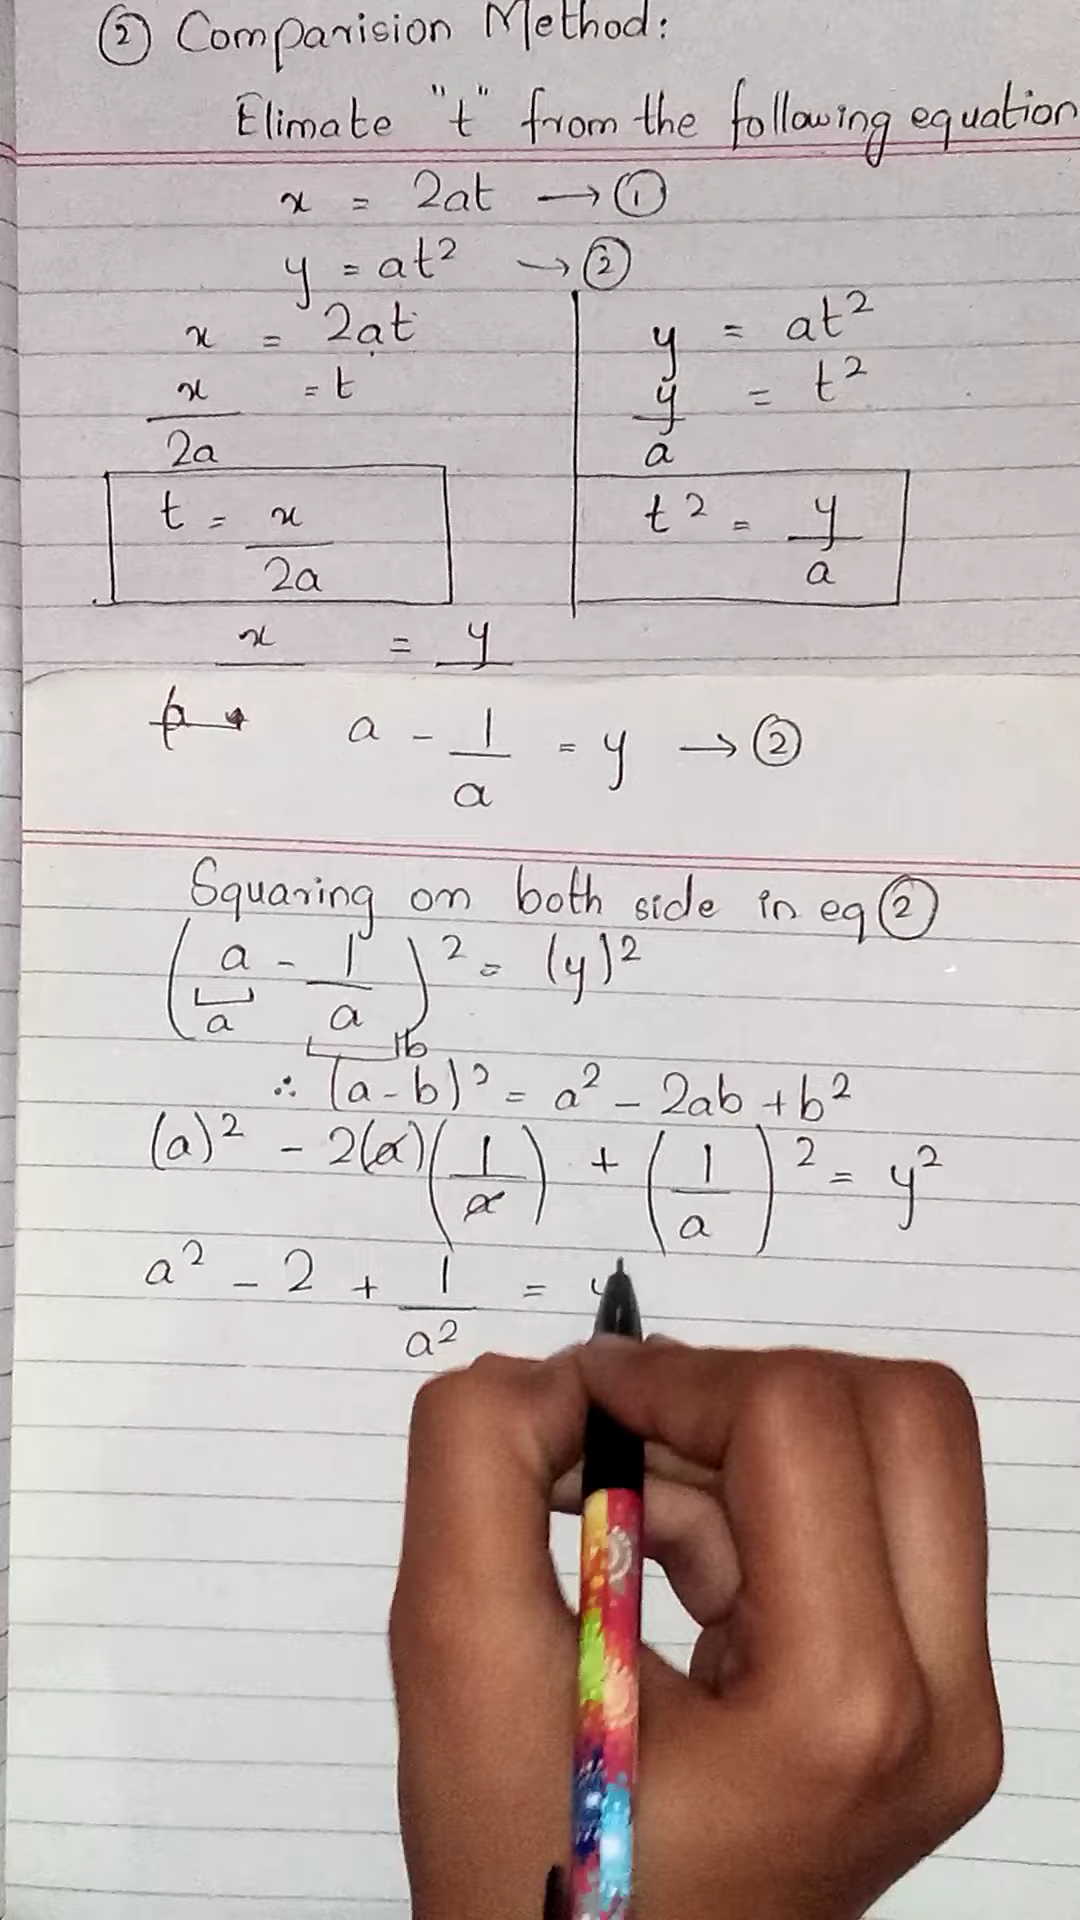 ② Comparision Method:
Elimate "t" from the following equation
x = 2at → ①
y = at² → ②
x = 2at
x/2a = t
t = x/2a
y = at²
y/a = t²
t² = y/a
x = y
a - 1/a = y → ②
Squaring on both side in eq ②
(a - 1/a)² = (y)²
a b
∴ (a-b)² = a² - 2ab + b²
(a)² - 2(a)(1/a) + (1/a)² = y²
a² - 2 + 1/a² =